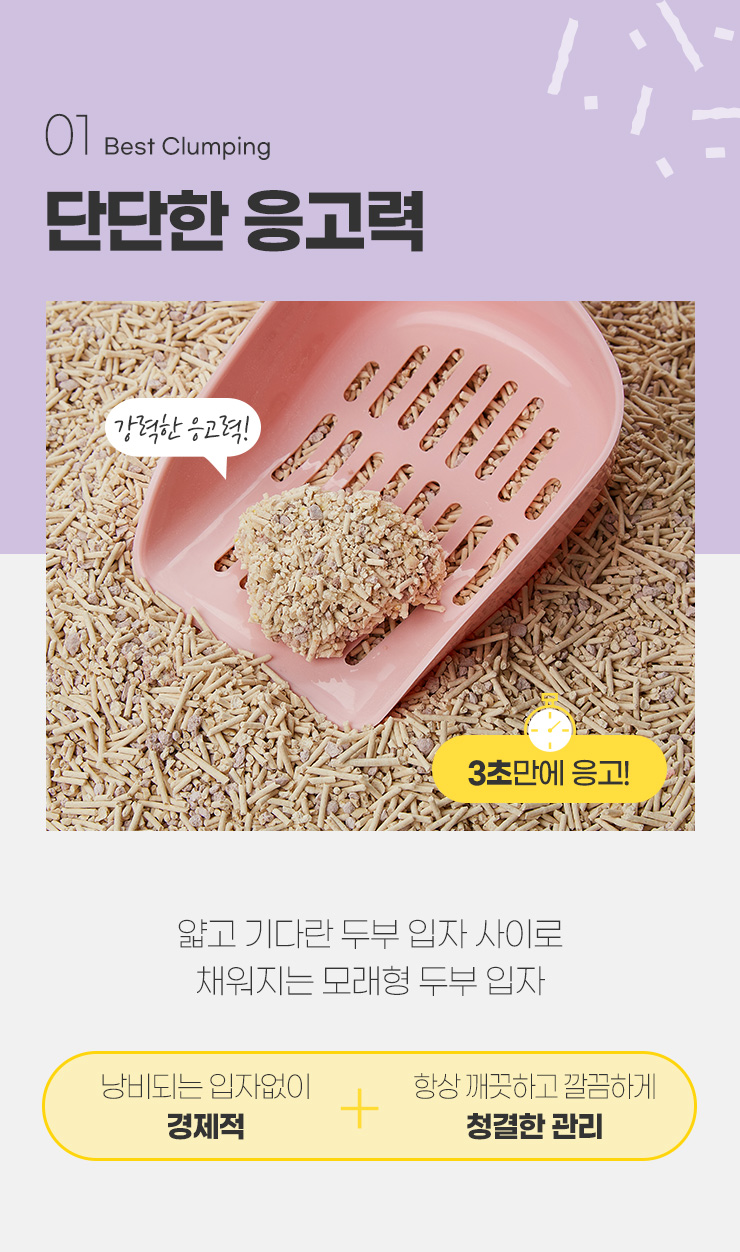 01 Best Clumping
단단한 응고력
강력한 응고력!
3초만에 응고!
얇고 기다란 두부 입자 사이로
채워지는 모래형 두부 입자
낭비되는 입자없이
경제적
+
항상 깨끗하고 깔끔하게
청결한 관리